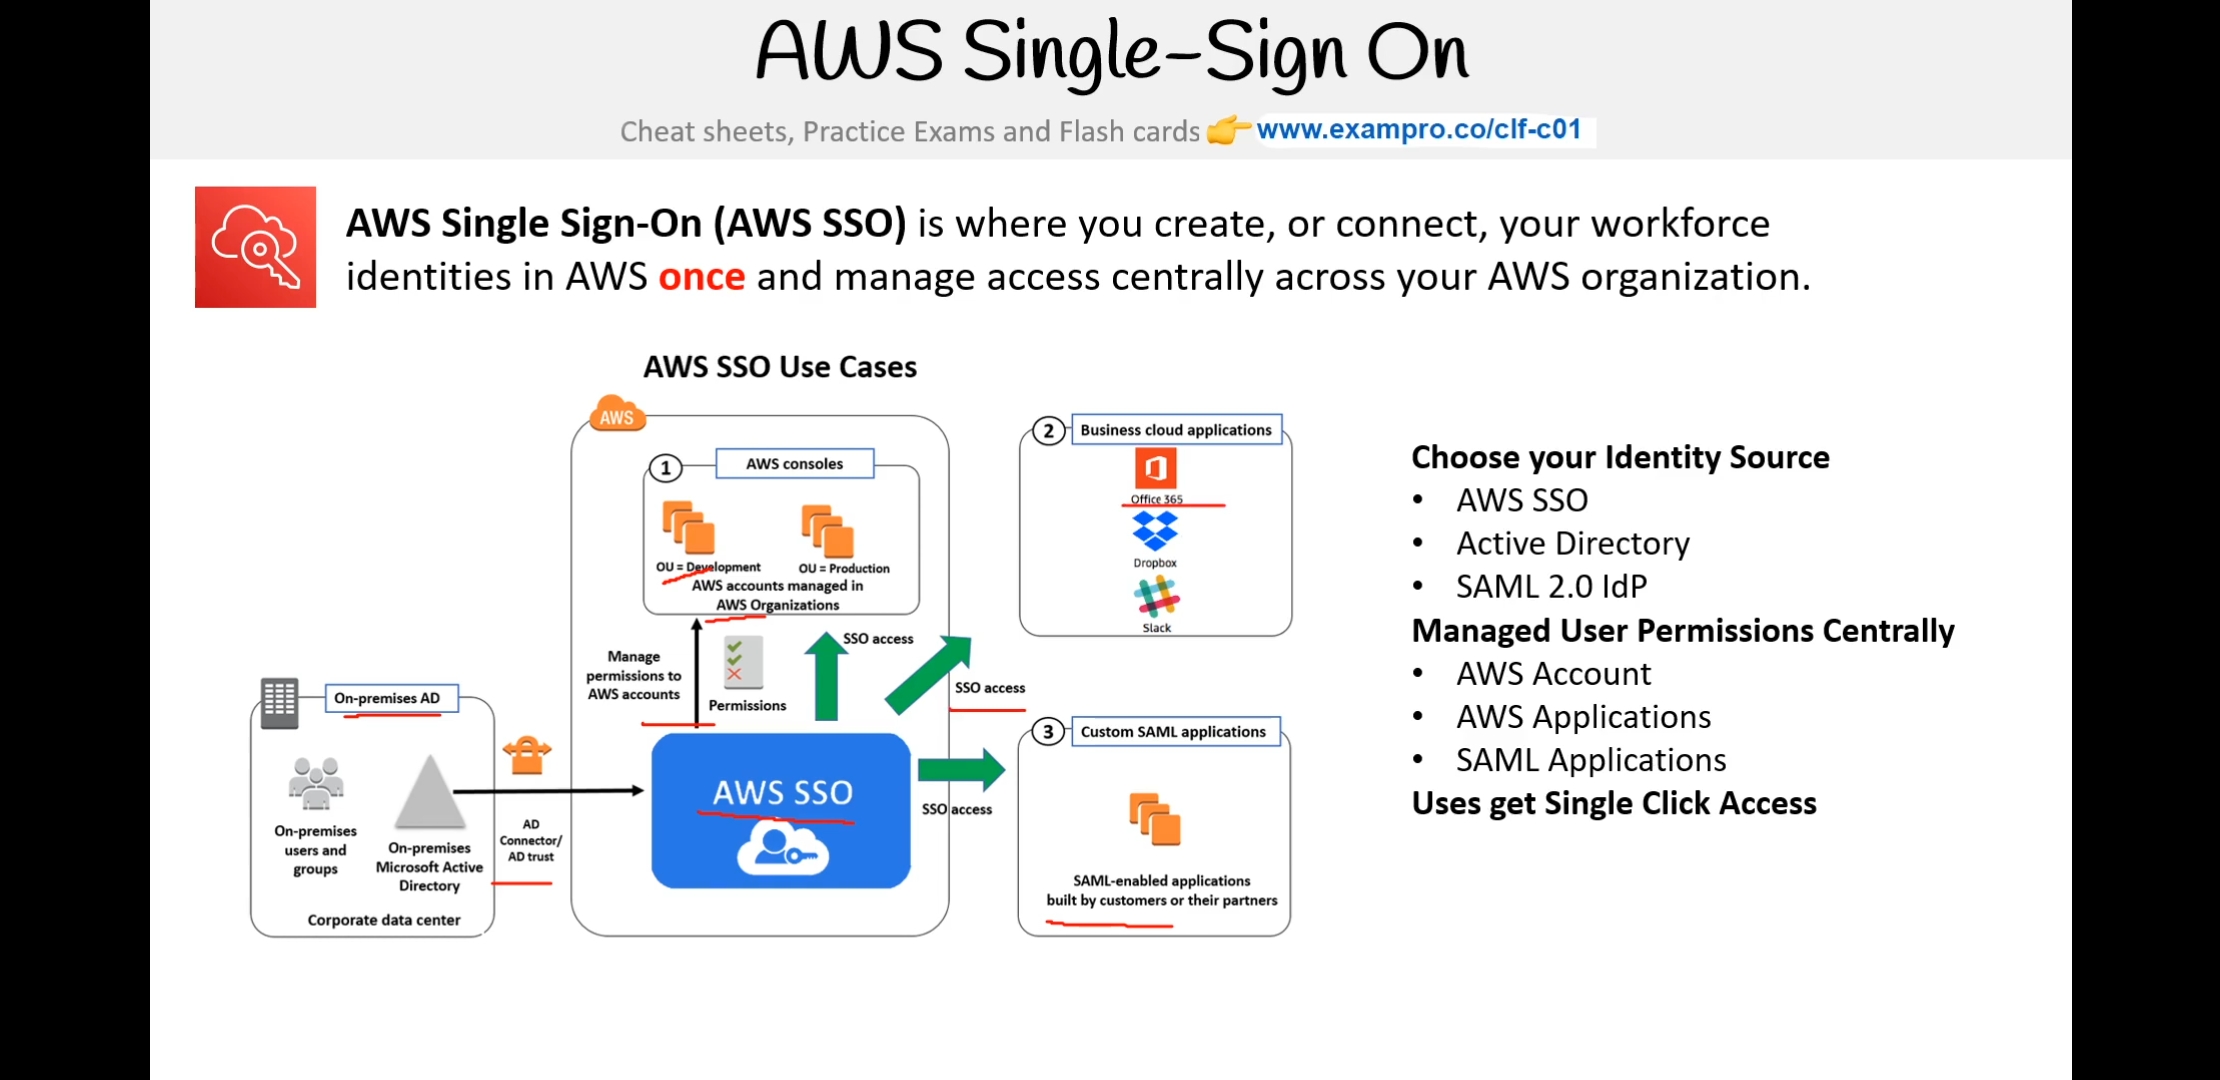 AWS Single-Sign On
Cheat sheets, Practice Exams and Flash cards 👉 www.exampro.co/clf-c01
AWS Single Sign-On (AWS SSO) is where you create, or connect, your workforce
identities in AWS once and manage access centrally across your AWS organization.
AWS SSO Use Cases
AWS
1
AWS consoles
OU = Development
OU = Production
AWS accounts managed in
AWS Organizations
Manage
permissions to
AWS accounts
Permissions
SSO access
SSO access
SSO access
On-premises AD
On-premises
users and
groups
On-premises
Microsoft Active
Directory
Corporate data center
AD
Connector/
AD trust
AWS SSO
2
Business cloud applications
Office 365
Dropbox
Slack
3
Custom SAML applications
SAML-enabled applications
built by customers or their partners
Choose your Identity Source
• AWS SSO
• Active Directory
• SAML 2.0 IdP
Managed User Permissions Centrally
• AWS Account
• AWS Applications
• SAML Applications
Uses get Single Click Access